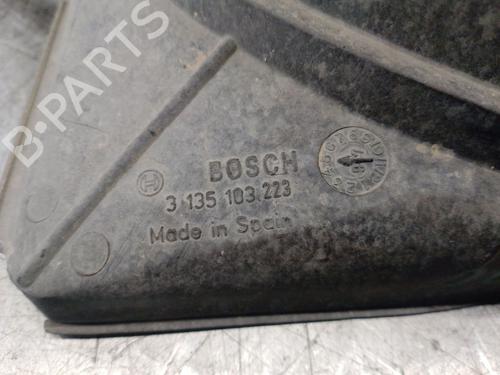 B-PARTS
BOSCH
3 135 103 223
Made in Spain